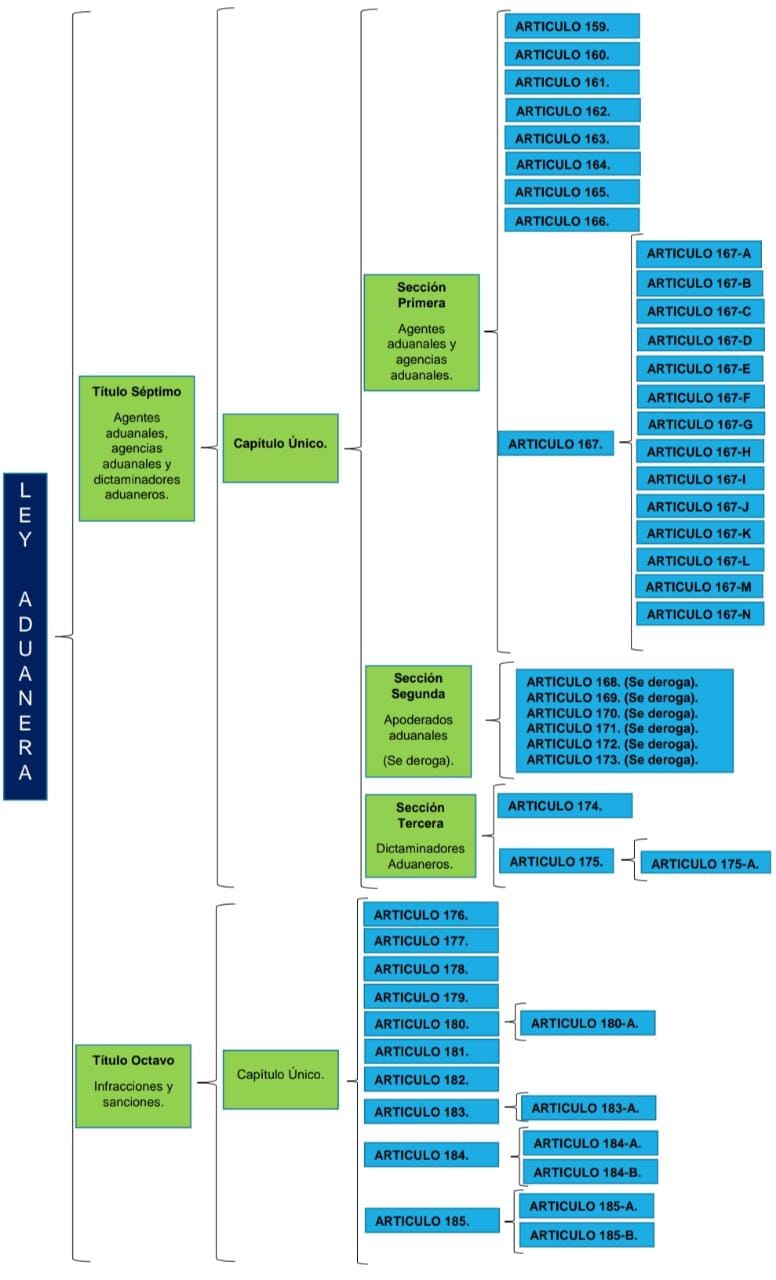 LEY ADUANERA
Título Séptimo
Agentes
aduanales,
agencias
aduanales y
dictaminadores
aduaneros.
Capítulo Único.
Sección
Primera
Agentes
aduanales y
agencias
aduanales.
ARTICULO 159.
ARTICULO 160.
ARTICULO 161.
ARTICULO 162.
ARTICULO 163.
ARTICULO 164.
ARTICULO 165.
ARTICULO 166.
ARTICULO 167.
ARTICULO 167-A
ARTICULO 167-B
ARTICULO 167-C
ARTICULO 167-D
ARTICULO 167-E
ARTICULO 167-F
ARTICULO 167-G
ARTICULO 167-H
ARTICULO 167-I
ARTICULO 167-J
ARTICULO 167-K
ARTICULO 167-L
ARTICULO 167-M
ARTICULO 167-N
Sección
Segunda
Apoderados
aduanales
(Se deroga).
ARTICULO 168. (Se deroga).
ARTICULO 169. (Se deroga).
ARTICULO 170. (Se deroga).
ARTICULO 171. (Se deroga).
ARTICULO 172. (Se deroga).
ARTICULO 173. (Se deroga).
Sección
Tercera
Dictaminadores
Aduaneros.
ARTICULO 174.
ARTICULO 175.
ARTICULO 175-A.
Título Octavo
Infracciones y
sanciones.
Capítulo Único.
ARTICULO 176.
ARTICULO 177.
ARTICULO 178.
ARTICULO 179.
ARTICULO 180.
ARTICULO 180-A.
ARTICULO 181.
ARTICULO 182.
ARTICULO 183.
ARTICULO 183-A.
ARTICULO 184.
ARTICULO 184-A.
ARTICULO 184-B.
ARTICULO 185.
ARTICULO 185-A.
ARTICULO 185-B.